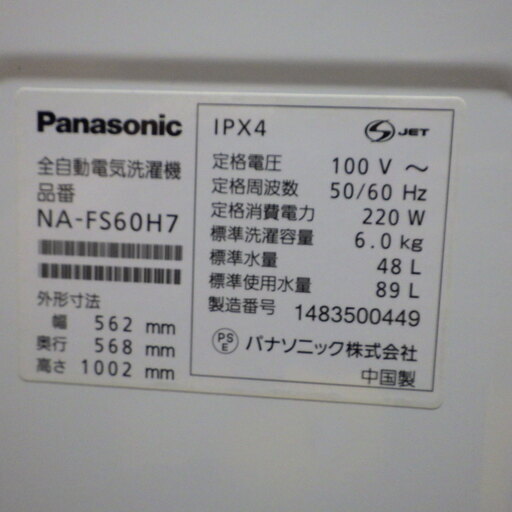 Panasonic
全自動電気洗濯機
品番
NA-FS60H7
外形寸法
幅 562 mm
奥行 568 mm
高さ 1002 mm
IPX4
S JET
定格電圧 100 V ～
定格周波数 50/60 Hz
定格消費電力 220 W
標準洗濯容量 6.0 kg
標準水量 48 L
標準使用水量 89 L
製造番号 1483500449
PS
E パナソニック株式会社
中国製